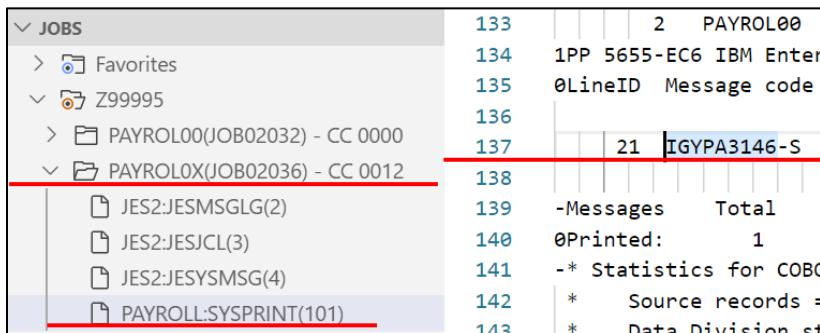 JOBS
Favorites
Z99995
PAYROL00(JOB02032) - CC 0000
PAYROL0X(JOB02036) - CC 0012
JES2:JESMSGLG(2)
JES2:JESJCL(3)
JES2:JESYSMSG(4)
PAYROLL:SYSPRINT(101)
133 2 PAYROL00
134 1PP 5655-EC6 IBM Enter
135 0LineID Message code
136
137 21 IGYPA3146-S
138
139 -Messages Total
140 0Printed: 1
141 -* Statistics for COBO
142 * Source records =
143 * Data Division st